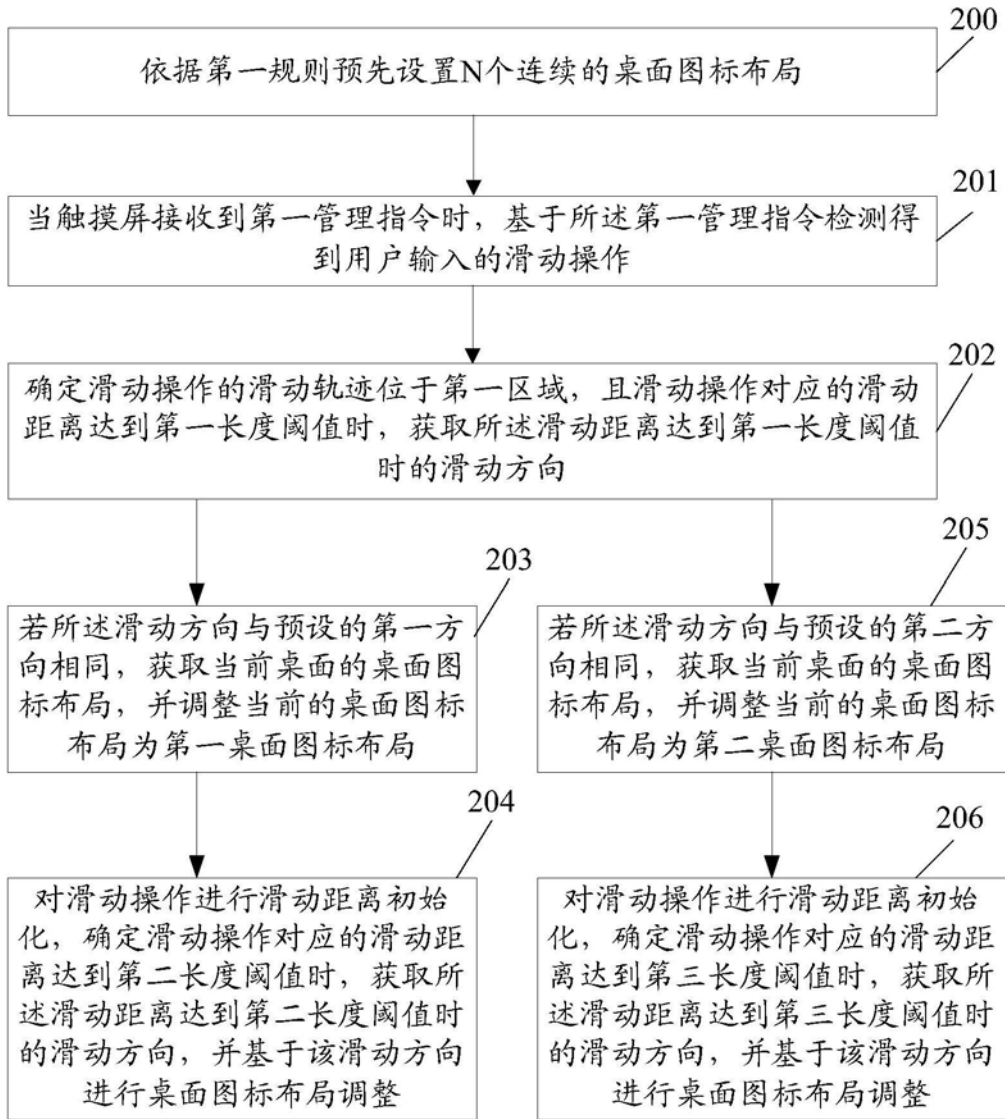 200
依据第一规则预先设置N个连续的桌面图标布局
201
当触摸屏接收到第一管理指令时，基于所述第一管理指令检测得
到用户输入的滑动操作
202
确定滑动操作的滑动轨迹位于第一区域，且滑动操作对应的滑动
距离达到第一长度阈值时，获取所述滑动距离达到第一长度阈值
时的滑动方向
203
若所述滑动方向与预设的第一方
向相同，获取当前桌面的桌面图
标布局，并调整当前的桌面图标
布局为第一桌面图标布局
205
若所述滑动方向与预设的第二方
向相同，获取当前桌面的桌面图
标布局，并调整当前的桌面图标
布局为第二桌面图标布局
204
对滑动操作进行滑动距离初始
化，确定滑动操作对应的滑动距
离达到第二长度阈值时，获取所
述滑动距离达到第二长度阈值时
的滑动方向，并基于该滑动方向
进行桌面图标布局调整
206
对滑动操作进行滑动距离初始
化，确定滑动操作对应的滑动距
离达到第三长度阈值时，获取所
述滑动距离达到第三长度阈值时
的滑动方向，并基于该滑动方向
进行桌面图标布局调整